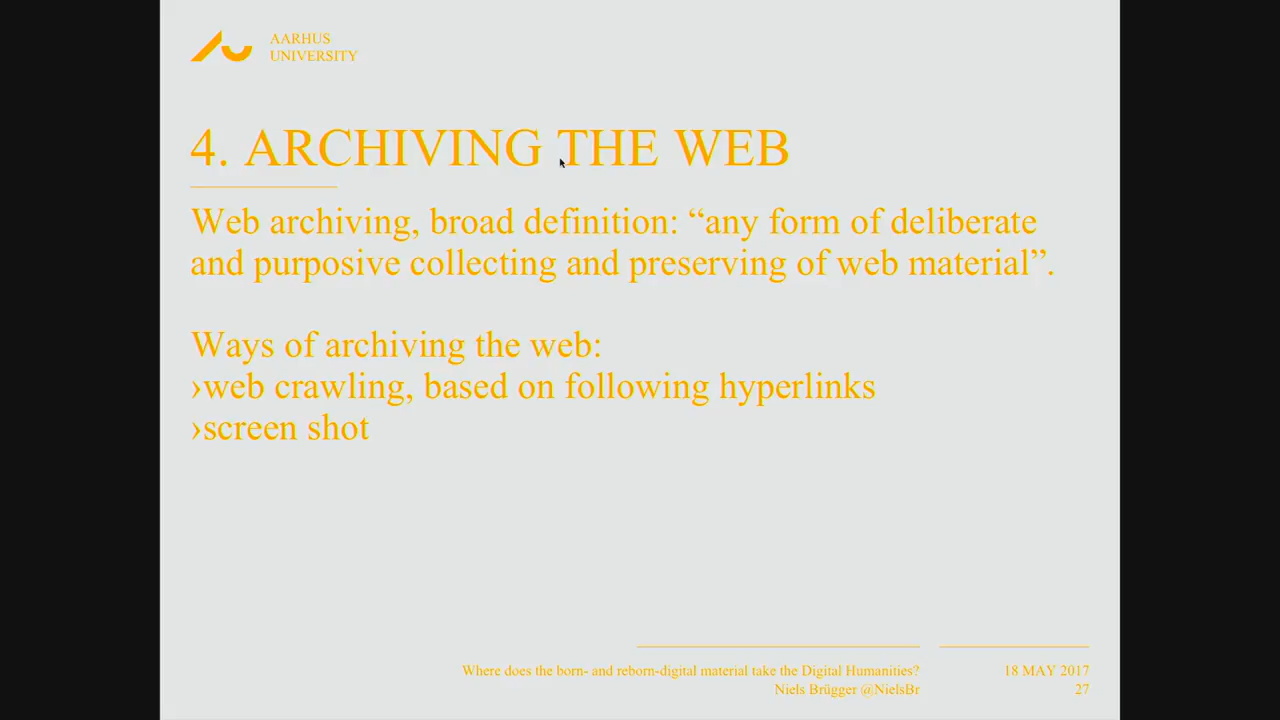 AARHUS
UNIVERSITY
4. ARCHIVING THE WEB
Web archiving, broad definition: “any form of deliberate
and purposive collecting and preserving of web material”.
Ways of archiving the web:
›web crawling, based on following hyperlinks
›screen shot
Where does the born- and reborn-digital material take the Digital Humanities?
Niels Brügger @NielsBr
18 MAY 2017
27